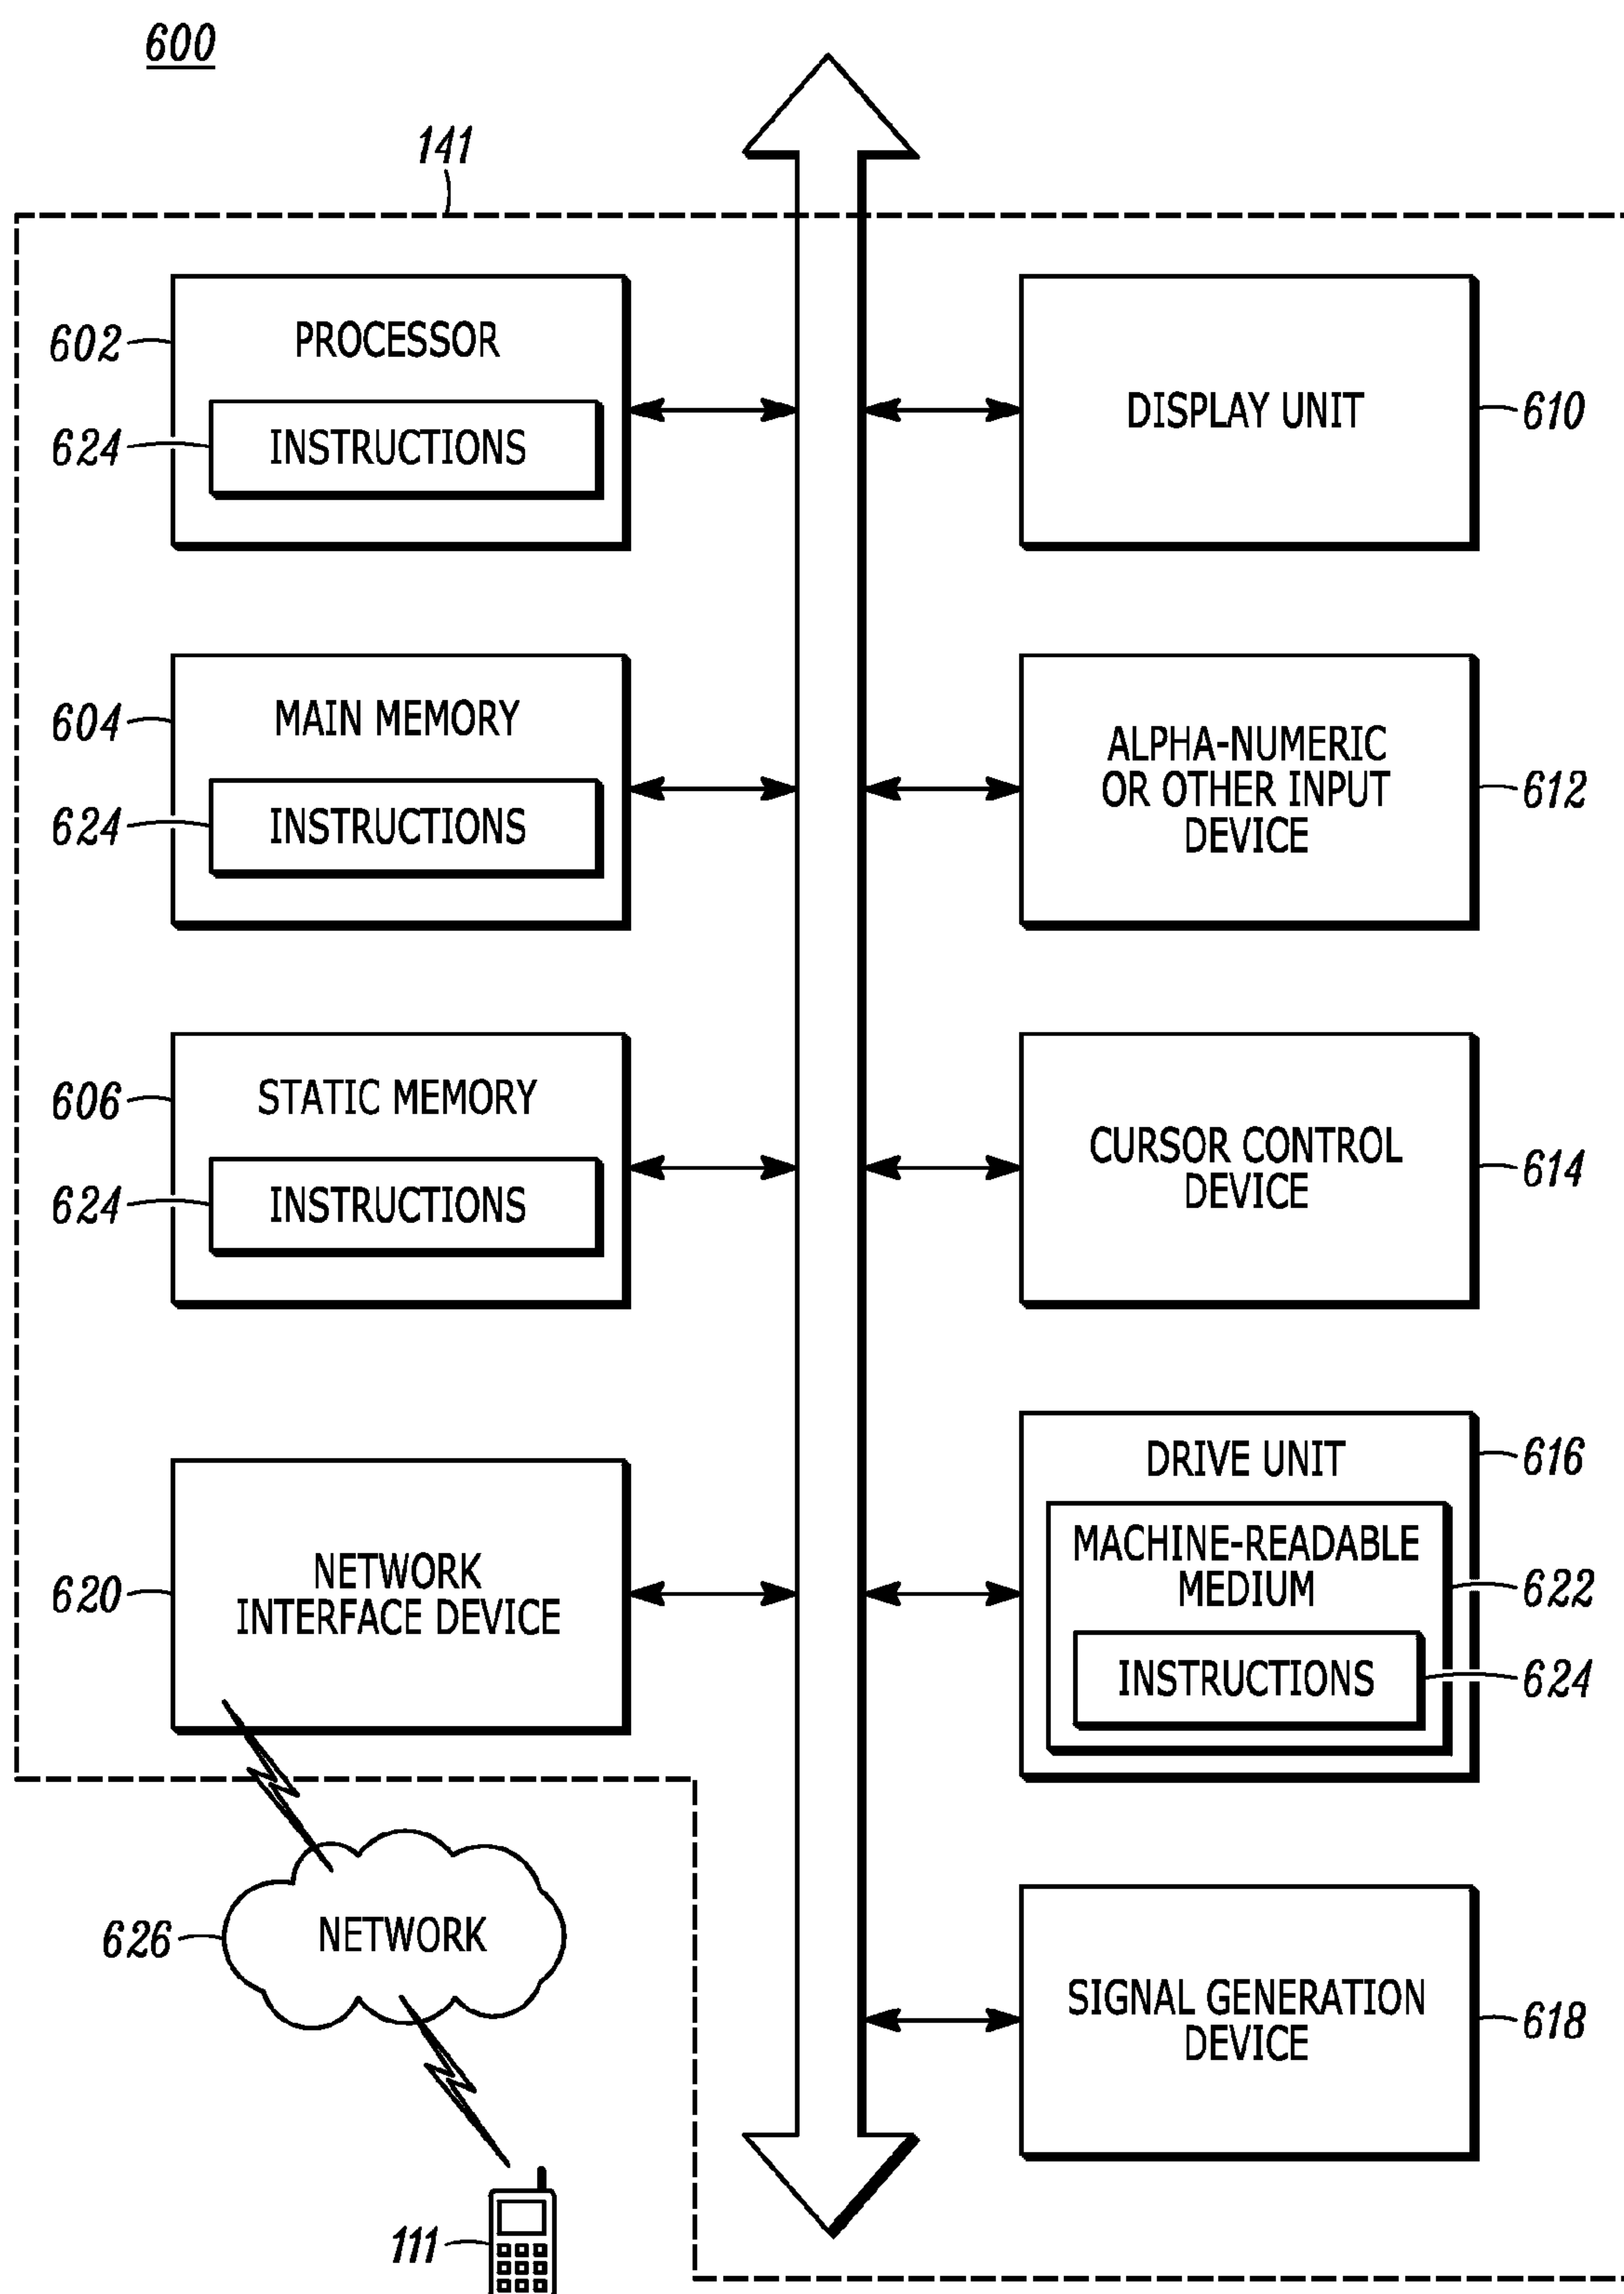 600
141
602
PROCESSOR
624
INSTRUCTIONS
DISPLAY UNIT
610
604
MAIN MEMORY
624
INSTRUCTIONS
ALPHA-NUMERIC
OR OTHER INPUT
DEVICE
612
606
STATIC MEMORY
624
INSTRUCTIONS
CURSOR CONTROL
DEVICE
614
620
NETWORK
INTERFACE DEVICE
DRIVE UNIT
616
MACHINE-READABLE
MEDIUM
622
INSTRUCTIONS
624
626
NETWORK
SIGNAL GENERATION
DEVICE
618
111